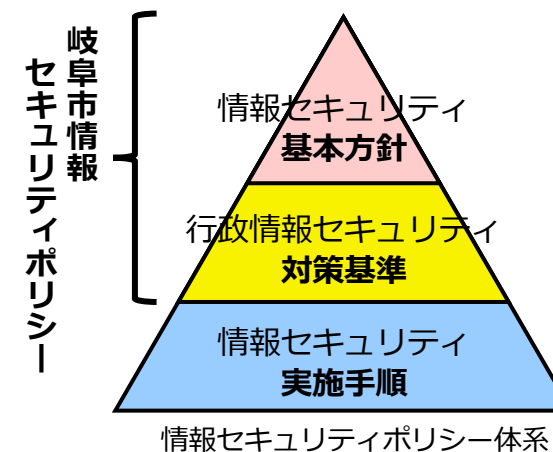 岐阜市情報
セキュリティポリシー
情報セキュリティ
基本方針
行政情報セキュリティ
対策基準
情報セキュリティ
実施手順
情報セキュリティポリシー体系